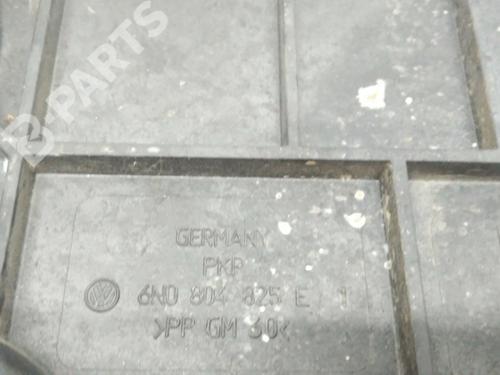 B-PARTS
GERMANY
PKP
6N0 804 825 E 1
>PP GM 30<